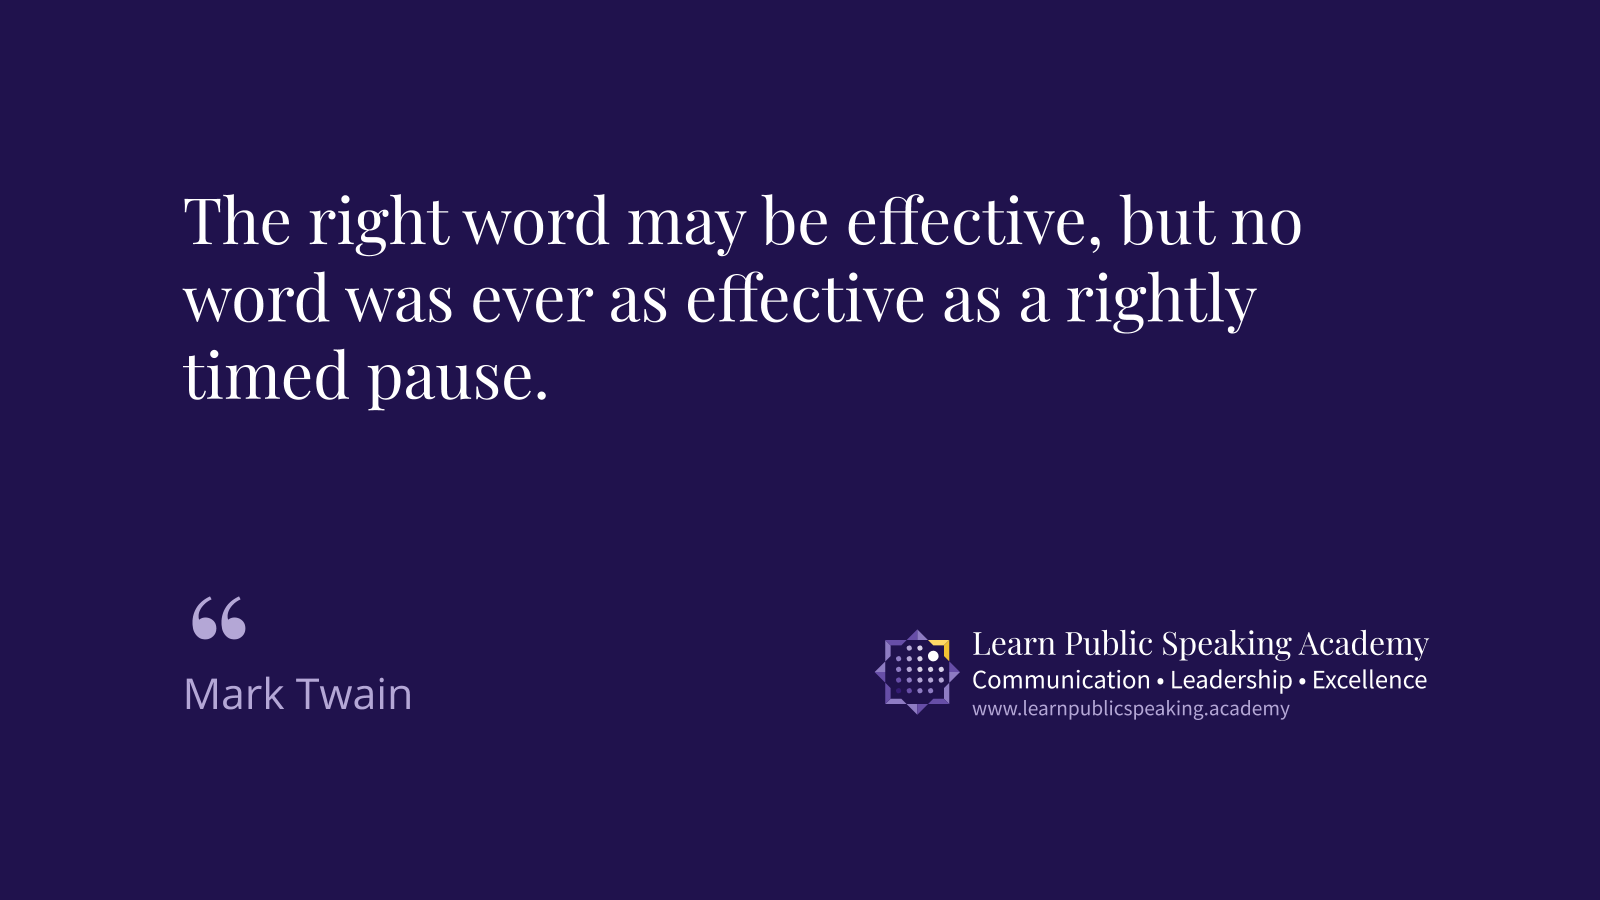 The right word may be effective, but no
word was ever as effective as a rightly
timed pause.
“
Mark Twain
Learn Public Speaking Academy
Communication • Leadership • Excellence
www.learnpublicspeaking.academy